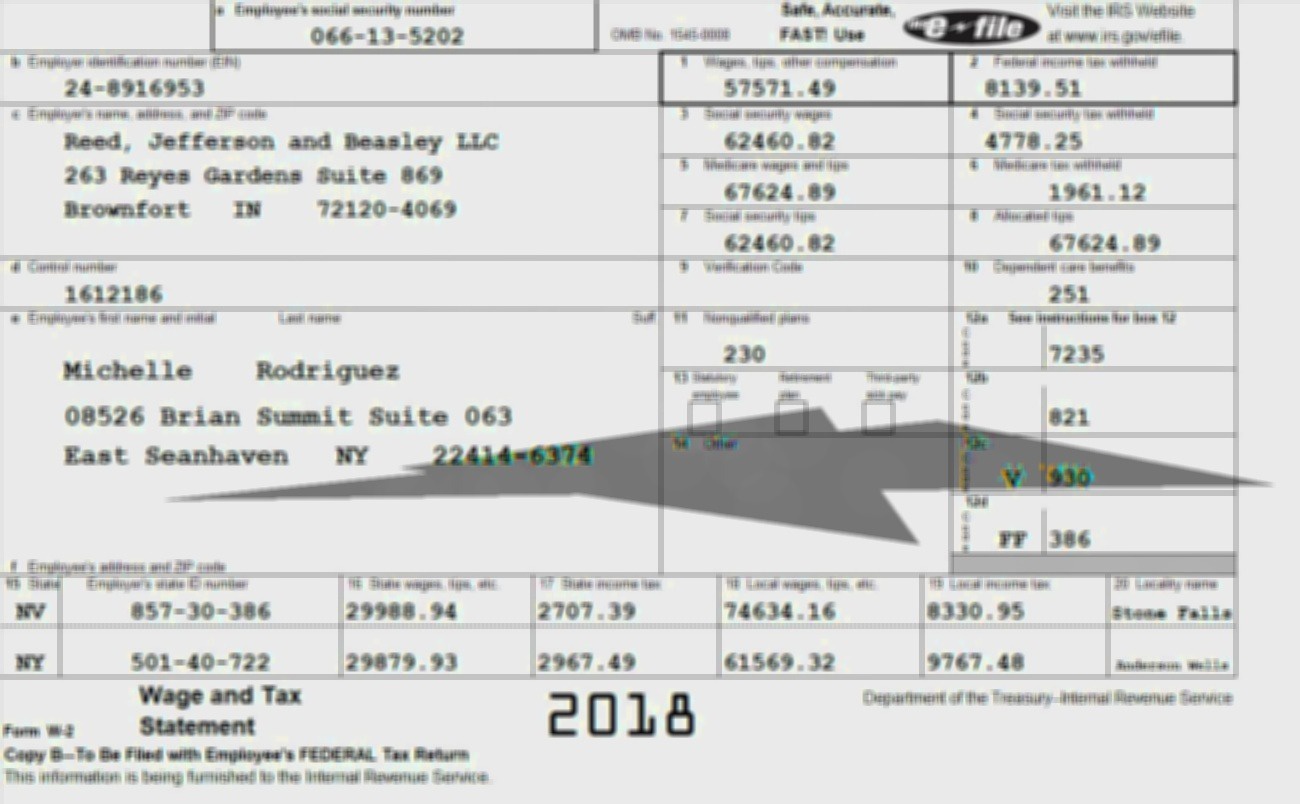 a Employee's social security number
066-13-5202
OMB No. 1545-0008
Safe, Accurate, FAST! Use
e file
Visit the IRS Website at www.irs.gov/efile.
b Employer identification number (EIN)
24-8916953
1 Wages, tips, other compensation
57571.49
2 Federal income tax withheld
8139.51
c Employer's name, address, and ZIP code
Reed, Jefferson and Beasley LLC
263 Reyes Gardens Suite 869
Brownfort IN 72120-4069
3 Social security wages
62460.82
4 Social security tax withheld
4778.25
5 Medicare wages and tips
67624.89
6 Medicare tax withheld
1961.12
7 Social security tips
62460.82
8 Allocated tips
67624.89
d Control number
1612186
9 Verification Code
10 Dependent care benefits
251
e Employee's first name and initial Last name Suff.
Michelle Rodriguez
08526 Brian Summit Suite 063
East Seanhaven NY 22414-6374
11 Nonqualified plans
230
12a See instructions for box 12
7235
13 Statutory employee Retirement plan Third-party sick pay
12b
821
14 Other
12c
V 930
12d
FF 386
f Employee's address and ZIP code
15 State Employer's state ID number 16 State wages, tips, etc. 17 State income tax 18 Local wages, tips, etc. 19 Local income tax 20 Locality name
NV 857-30-386 29988.94 2707.39 74634.16 8330.95 Stone Falls
NY 501-40-722 29879.93 2967.49 61569.32 9767.48 Anderson Wells
Form W-2 Wage and Tax Statement
2018
Department of the Treasury-Internal Revenue Service
Copy B—To Be Filed with Employee's FEDERAL Tax Return
This information is being furnished to the Internal Revenue Service.